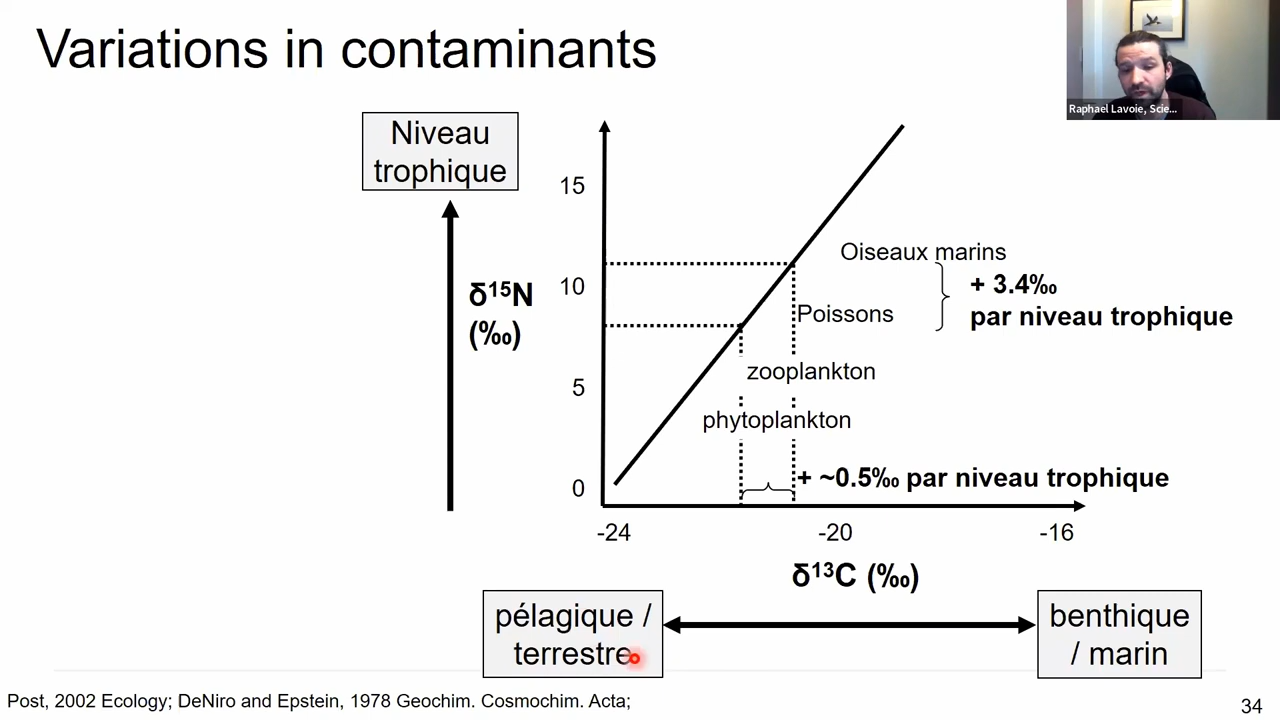 Variations in contaminants
Raphael Lavoie, Scie...
Niveau
trophique
15
10
5
0
δ¹⁵N
(‰)
Oiseaux marins
+ 3.4‰
par niveau trophique
Poissons
zooplankton
phytoplankton
+ ~0.5‰ par niveau trophique
-24
-20
-16
δ¹³C (‰)
pélagique /
terrestre
benthique
/ marin
Post, 2002 Ecology; DeNiro and Epstein, 1978 Geochim. Cosmochim. Acta;
34